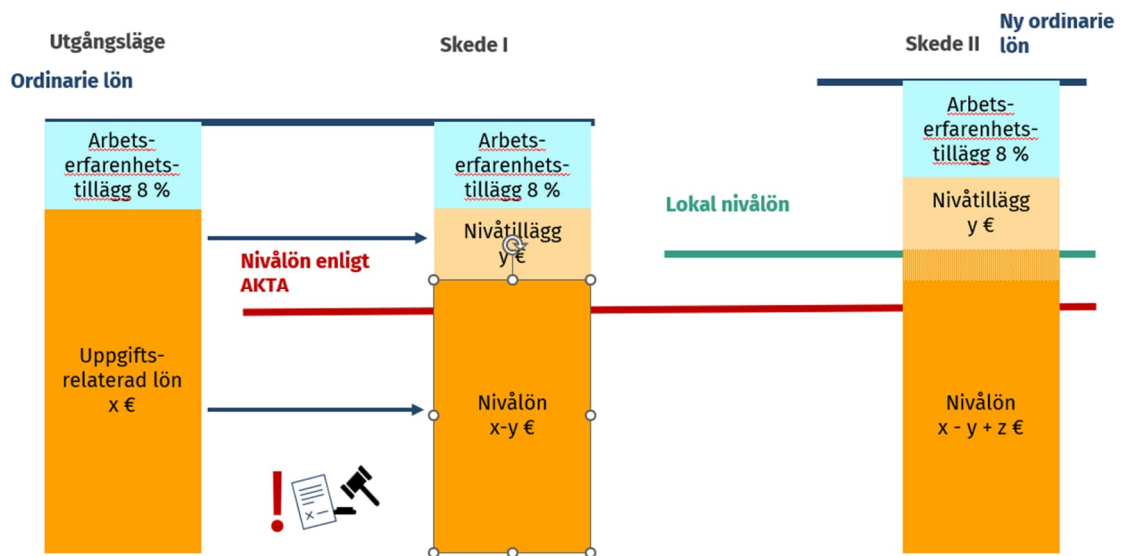 Utgångsläge
Skede I
Skede II
Ny ordinarie
lön
Ordinarie lön
Arbets-
erfarenhets-
tillägg 8 %
Arbets-
erfarenhets-
tillägg 8 %
Arbets-
erfarenhets-
tillägg 8 %
Nivåtillägg
y €
Lokal nivålön
Nivåtillägg
y €
Nivålön enligt
AKTA
Uppgifts-
relaterad lön
x €
Nivålön
x-y €
Nivålön
x - y + z €